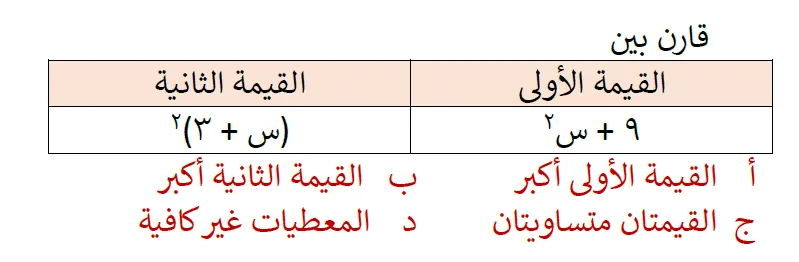 قارن بين
القيمة الأولى القيمة الثانية
٩ + س٢ (س + ٣)٢
أ القيمة الأولى أكبر ب القيمة الثانية أكبر
ج القيمتان متساويتان د المعطيات غير كافية